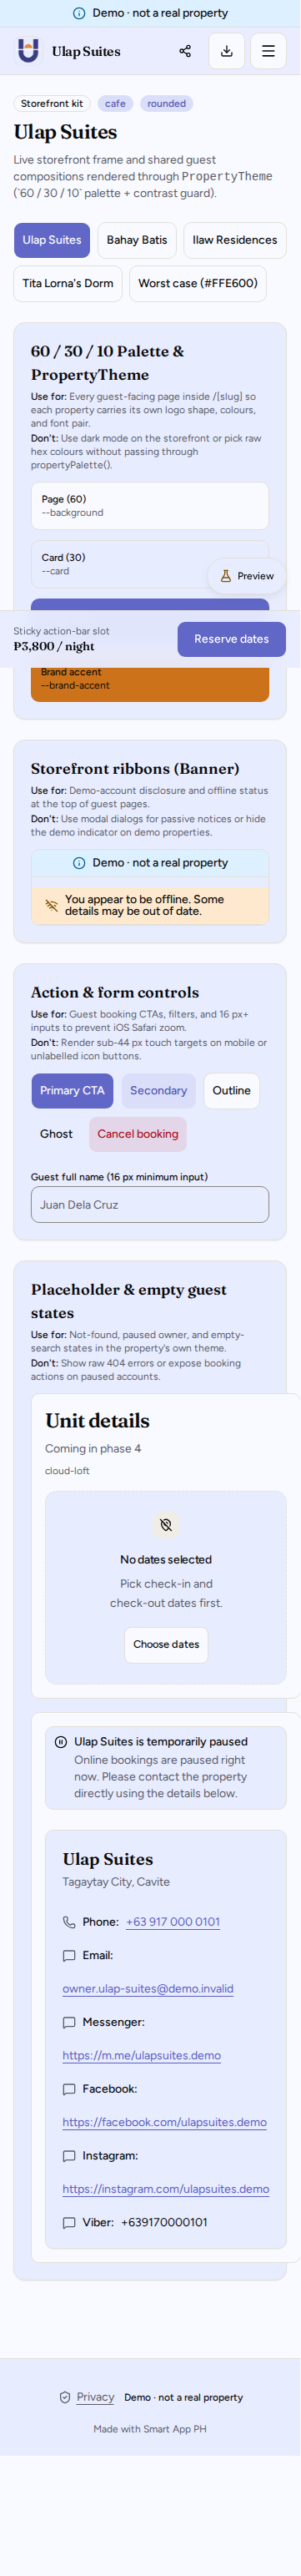 Demo · not a real property
Ulap Suites
Storefront kit cafe rounded
Ulap Suites
Live storefront frame and shared guest
compositions rendered through PropertyTheme
(`60 / 30 / 10` palette + contrast guard).
Ulap Suites Bahay Batis Ilaw Residences
Tita Lorna's Dorm Worst case (#FFE600)
60 / 30 / 10 Palette &
PropertyTheme
Use for: Every guest-facing page inside /[slug] so
each property carries its own logo shape, colours,
and font pair.
Don't: Use dark mode on the storefront or pick raw
hex colours without passing through
propertyPalette().
Page (60)
--background
Card (30)
--card
Preview
Sticky action-bar slot
₱3,800 / night
Reserve dates
Brand accent
--brand-accent
Storefront ribbons (Banner)
Use for: Demo-account disclosure and offline status
at the top of guest pages.
Don't: Use modal dialogs for passive notices or hide
the demo indicator on demo properties.
Demo · not a real property
You appear to be offline. Some
details may be out of date.
Action & form controls
Use for: Guest booking CTAs, filters, and 16 px+
inputs to prevent iOS Safari zoom.
Don't: Render sub-44 px touch targets on mobile or
unlabelled icon buttons.
Primary CTA Secondary Outline
Ghost Cancel booking
Guest full name (16 px minimum input)
Juan Dela Cruz
Placeholder & empty guest
states
Use for: Not-found, paused owner, and empty-
search states in the property's own theme.
Don't: Show raw 404 errors or expose booking
actions on paused accounts.
Unit details
Coming in phase 4
cloud-loft
No dates selected
Pick check-in and
check-out dates first.
Choose dates
Ulap Suites is temporarily paused
Online bookings are paused right
now. Please contact the property
directly using the details below.
Ulap Suites
Tagaytay City, Cavite
Phone: +63 917 000 0101
Email:
owner.ulap-suites@demo.invalid
Messenger:
https://m.me/ulapsuites.demo
Facebook:
https://facebook.com/ulapsuites.demo
Instagram:
https://instagram.com/ulapsuites.demo
Viber: +639170000101
Privacy Demo · not a real property
Made with Smart App PH